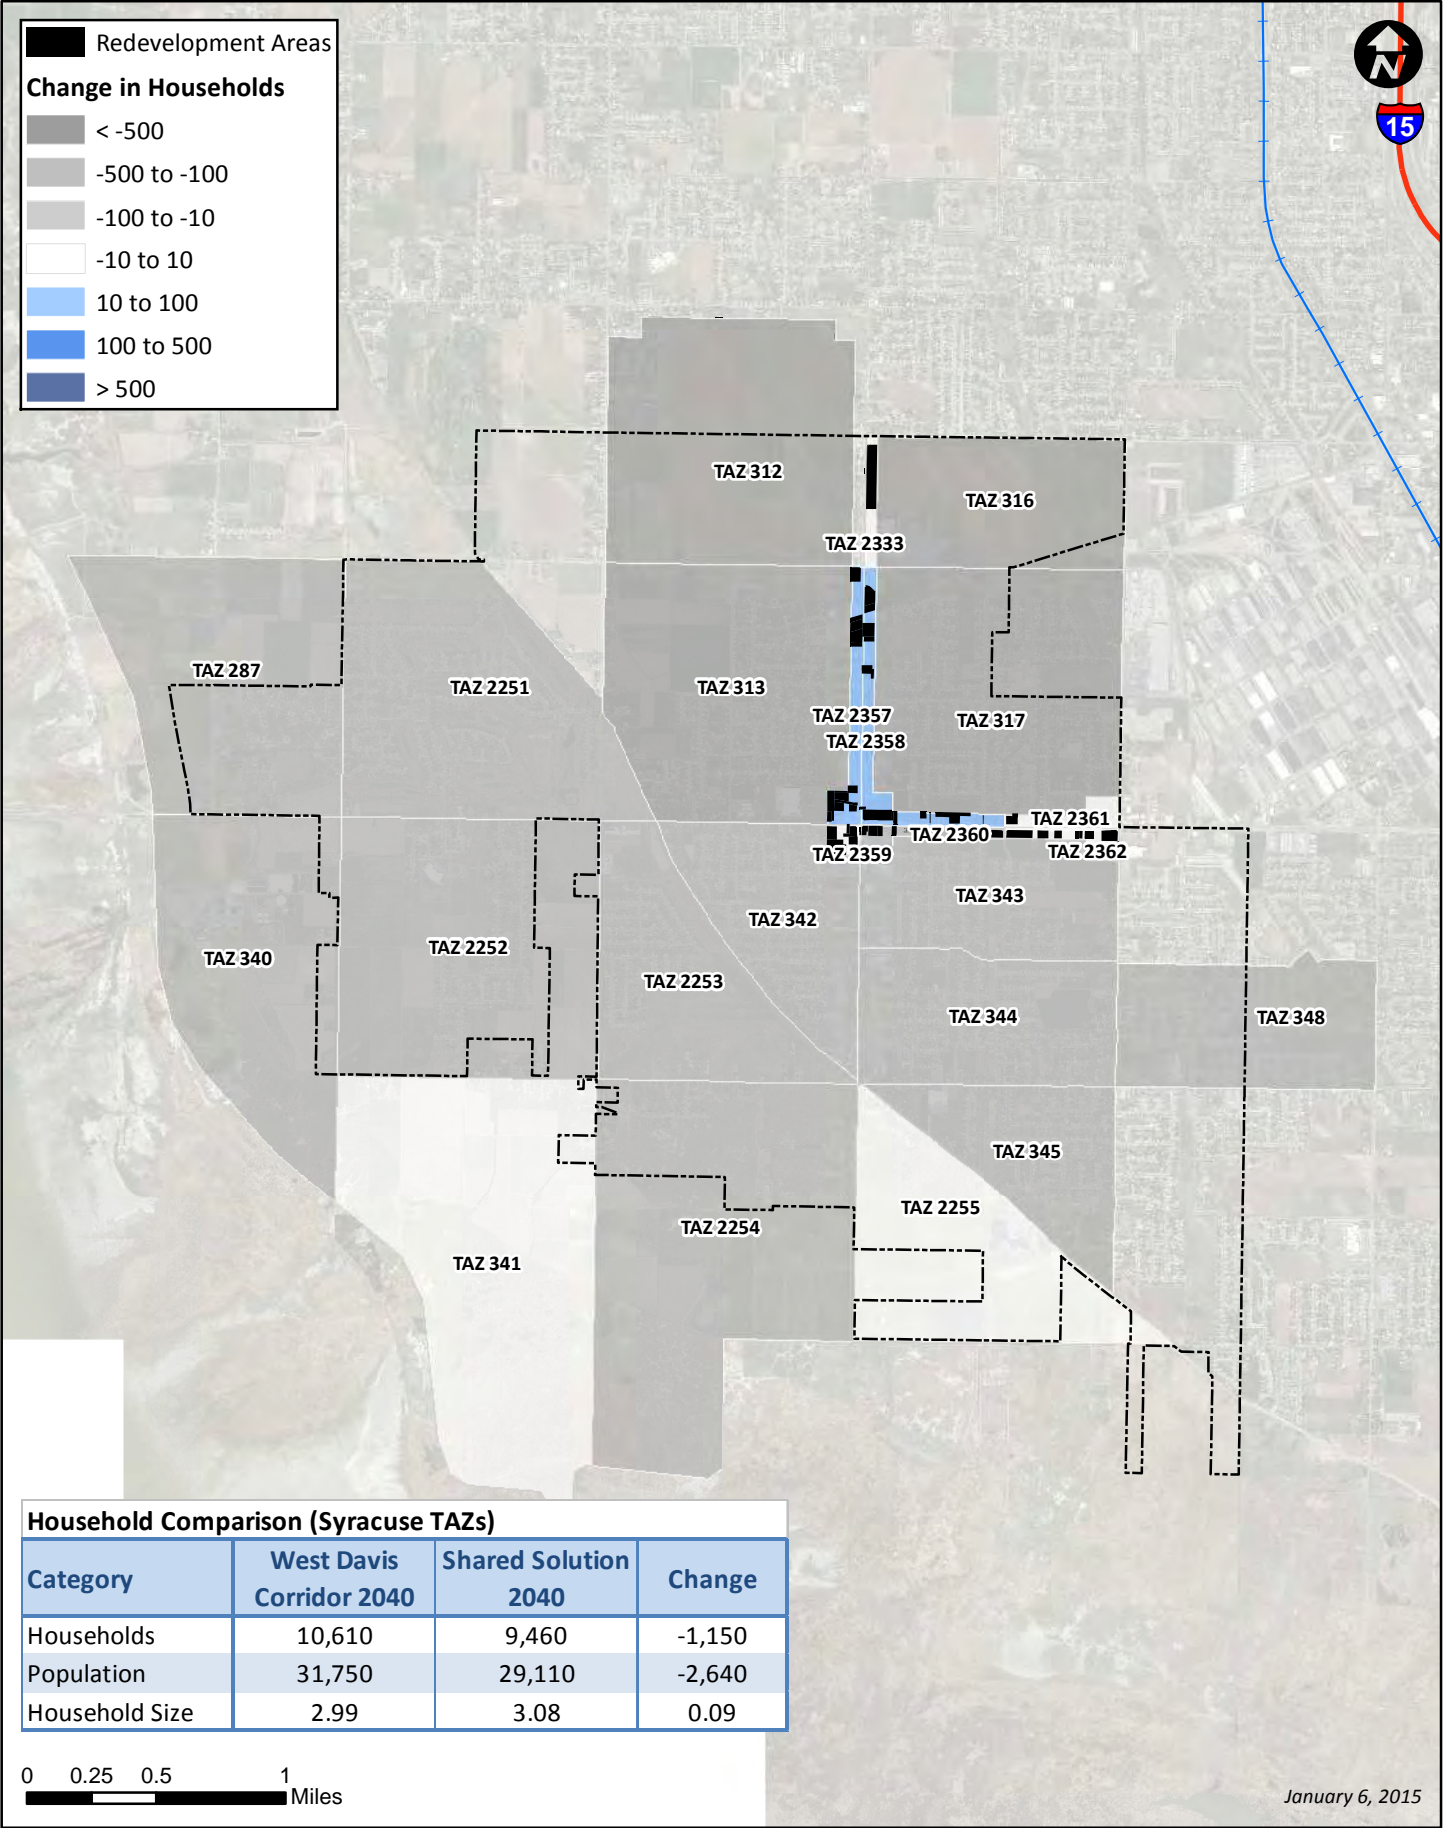 Redevelopment Areas
Change in Households
< -500
-500 to -100
-100 to -10
-10 to 10
10 to 100
100 to 500
> 500
N
15
TAZ 312
TAZ 316
TAZ 2333
TAZ 287
TAZ 2251
TAZ 313
TAZ 2357
TAZ 317
TAZ 2358
TAZ 2361
TAZ 2360
TAZ 2359
TAZ 2362
TAZ 343
TAZ 342
TAZ 340
TAZ 2252
TAZ 2253
TAZ 344
TAZ 348
TAZ 345
TAZ 2255
TAZ 2254
TAZ 341
Household Comparison (Syracuse TAZs)
Category West Davis Corridor 2040 Shared Solution 2040 Change
Households 10,610 9,460 -1,150
Population 31,750 29,110 -2,640
Household Size 2.99 3.08 0.09
0 0.25 0.5 1
Miles
January 6, 2015